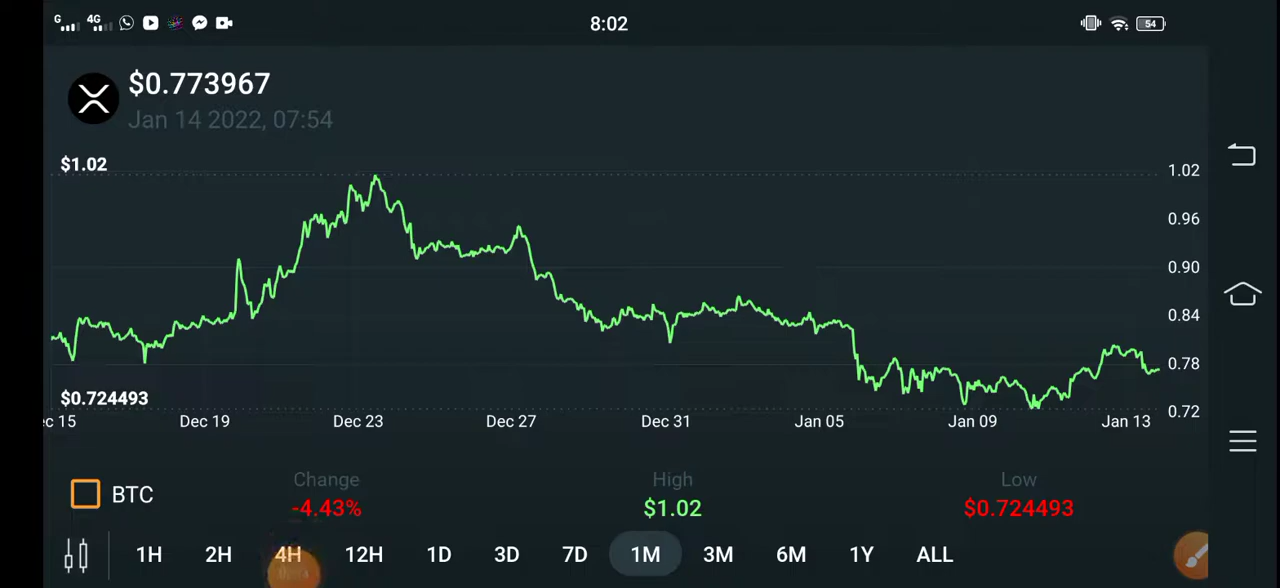 G 4G 8:02 54
$0.773967
Jan 14 2022, 07:54
$1.02
1.02
0.96
0.90
0.84
0.78
0.72
$0.724493
c 15 Dec 19 Dec 23 Dec 27 Dec 31 Jan 05 Jan 09 Jan 13
BTC
Change High Low
-4.43% $1.02 $0.724493
1H 2H 4H 12H 1D 3D 7D 1M 3M 6M 1Y ALL